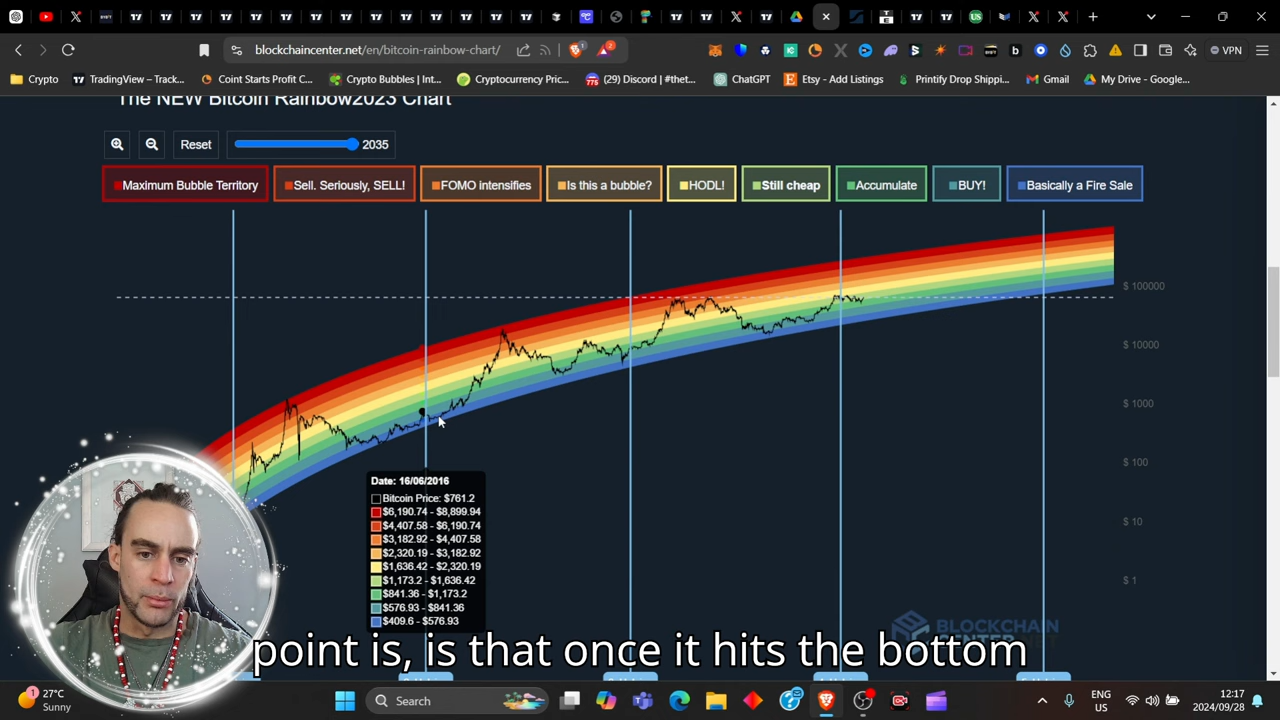 blockchaincenter.net/en/bitcoin-rainbow-chart/
VPN
Crypto
TradingView – Track...
Coint Starts Profit C...
Crypto Bubbles | Int...
Cryptocurrency Pric...
(29) Discord | #thet...
ChatGPT
Etsy - Add Listings
Printify Drop Shippi...
Gmail
My Drive - Google...
The NEW Bitcoin Rainbow2023 Chart
Reset
2035
Maximum Bubble Territory
Sell. Seriously, SELL!
FOMO intensifies
Is this a bubble?
HODL!
Still cheap
Accumulate
BUY!
Basically a Fire Sale
$ 100000
$ 10000
$ 1000
$ 100
$ 10
$ 1
Date: 16/06/2016
Bitcoin Price: $761.2
$6,190.74 - $8,899.94
$4,407.58 - $6,190.74
$3,182.92 - $4,407.58
$2,320.19 - $3,182.92
$1,636.42 - $2,320.19
$1,173.2 - $1,636.42
$841.36 - $1,173.2
$576.93 - $841.36
$409.6 - $576.93
BLOCKCHAIN
point is, is that once it hits the bottom
27°C
Sunny
Search
ENG
WE
12:17
2024/09/28